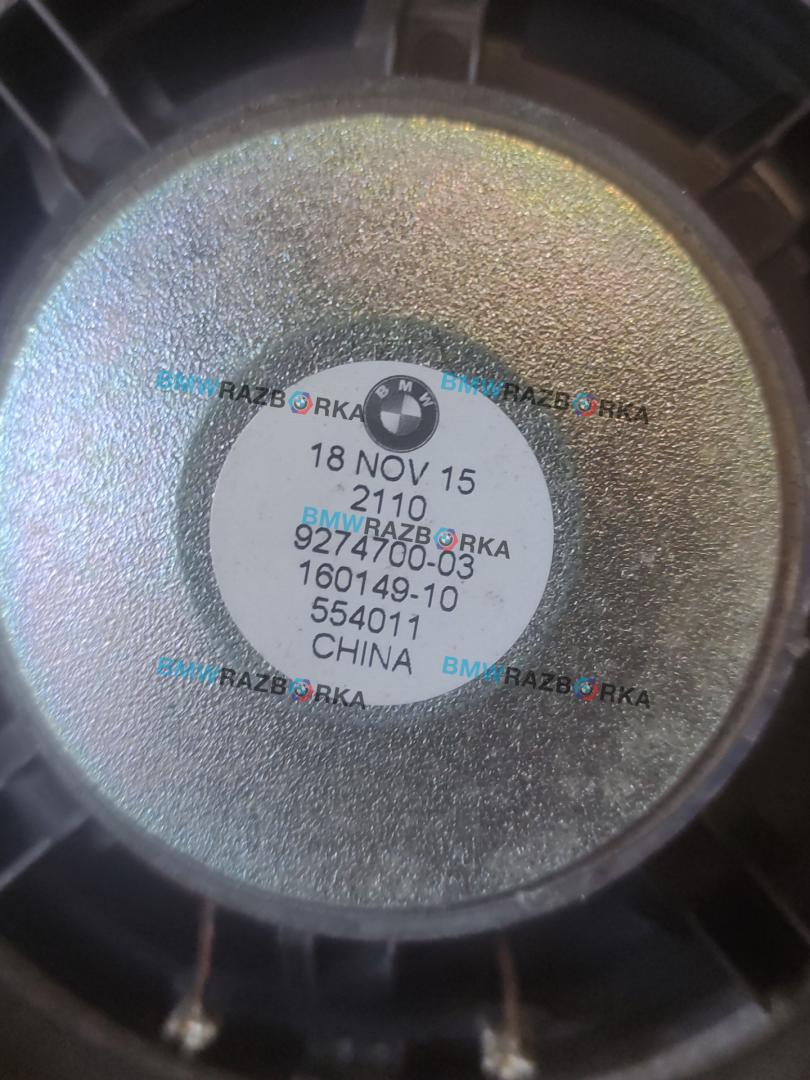 BMW
BMWRAZBORKA
BMWRAZBORKA
18 NOV 15
2110
BMWRAZBORKA
9274700-03
160149-10
554011
CHINA
BMWRAZBORKA
BMWRAZBORKA